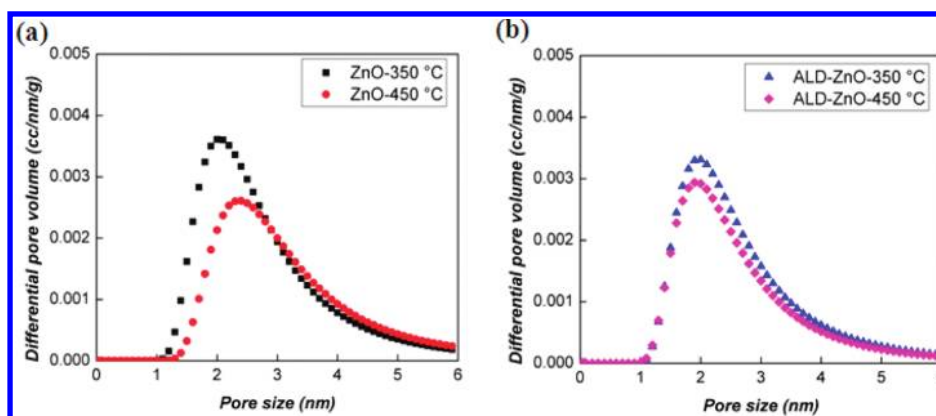 (a)
0.005
0.004
0.003
0.002
0.001
0.000
Differential pore volume (cc/nm/g)
ZnO-350 °C
ZnO-450 °C
0 1 2 3 4 5 6
Pore size (nm)
(b)
0.005
0.004
0.003
0.002
0.001
0.000
Differential pore volume (cc/nm/g)
ALD-ZnO-350 °C
ALD-ZnO-450 °C
0 1 2 3 4 5
Pore size (nm)